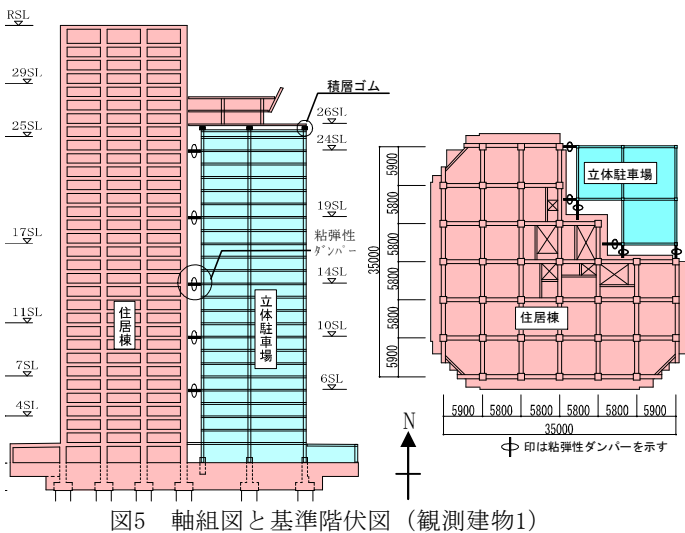 RSL
29SL
25SL
17SL
11SL
7SL
4SL
積層ゴム
26SL
24SL
19SL
粘弾性
ダンパー
14SL
10SL
6SL
住居棟
立体駐車場
立体駐車場
住居棟
5900
5800
5800
5800
5800
5900
35000
5900
5800
5800
5800
5800
5900
35000
N
印は粘弾性ダンパーを示す
図5 軸組図と基準階伏図（観測建物1）